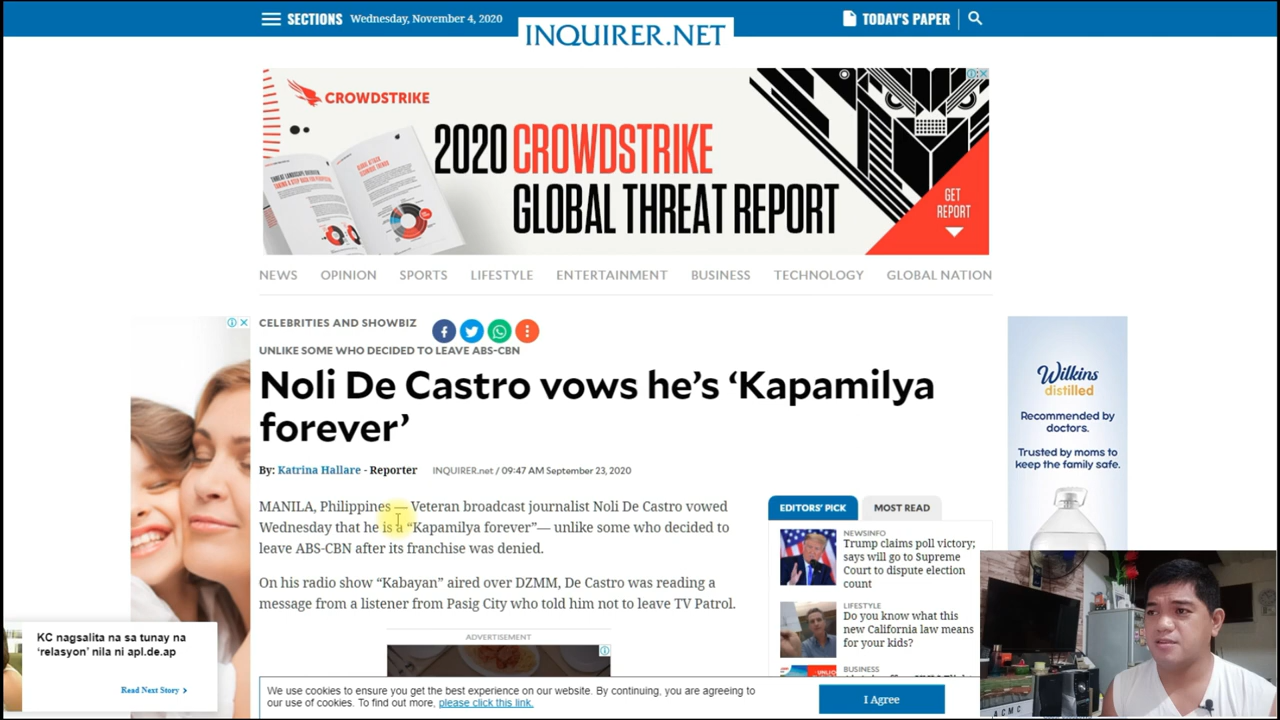 SECTIONS Wednesday, November 4, 2020
INQUIRER.NET
TODAY'S PAPER
CROWDSTRIKE
2020 CROWDSTRIKE
GLOBAL THREAT REPORT
GET
REPORT
NEWS OPINION SPORTS LIFESTYLE ENTERTAINMENT BUSINESS TECHNOLOGY GLOBAL NATION
CELEBRITIES AND SHOWBIZ
UNLIKE SOME WHO DECIDED TO LEAVE ABS-CBN
Noli De Castro vows he's ‘Kapamilya
forever’
By: Katrina Hallare - Reporter INQUIRER.net / 09:47 AM September 23, 2020
MANILA, Philippines — Veteran broadcast journalist Noli De Castro vowed
Wednesday that he is a “Kapamilya forever”— unlike some who decided to
leave ABS-CBN after its franchise was denied.
On his radio show “Kabayan” aired over DZMM, De Castro was reading a
message from a listener from Pasig City who told him not to leave TV Patrol.
ADVERTISEMENT
EDITORS' PICK MOST READ
NEWSINFO
Trump claims poll victory;
says will go to Supreme
Court to dispute election
count
LIFESTYLE
Do you know what this
new California law means
for your kids?
BUSINESS
Wilkins
distilled
Recommended by
doctors.
Trusted by moms to
keep the family safe.
KC nagsalita na sa tunay na
‘relasyon’ nila ni apl.de.ap
Read Next Story >
We use cookies to ensure you get the best experience on our website. By continuing, you are agreeing to
our use of cookies. To find out more, please click this link.
I Agree
ACMC